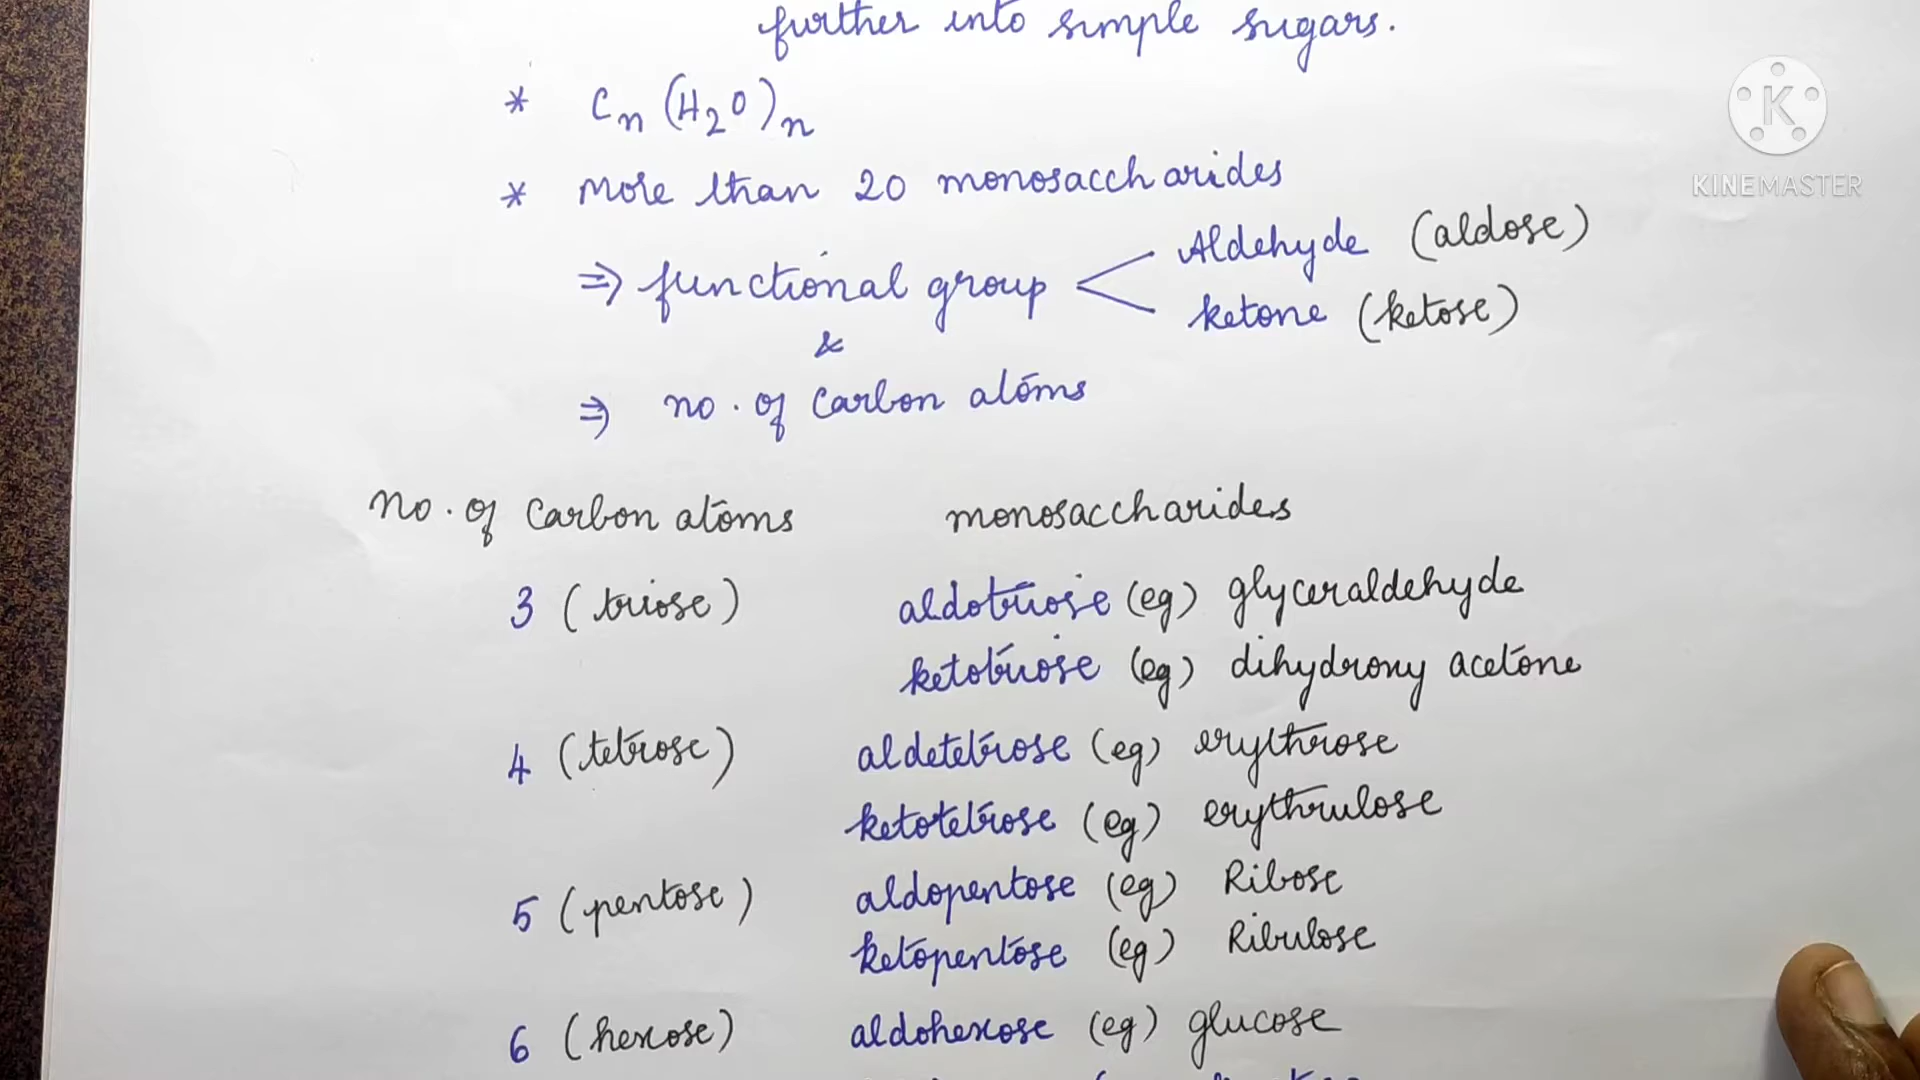 further into simple sugars.
* Cn (H2O)n
KINEMASTER
* more than 20 monosaccharides
⇒ functional group < Aldehyde (aldose)
ketone (ketose)
&
⇒ no. of carbon atoms
no. of carbon atoms monosaccharides
3 (triose) aldotriose (eg) glyceraldehyde
ketotriose (eg) dihydroxy acetone
4 (tetrose) aldetetrose (eg) erythrose
ketotetrose (eg) erythrulose
5 (pentose) aldopentose (eg) Ribose
ketopentose (eg) Ribulose
6 (hexose) aldohexose (eg) glucose